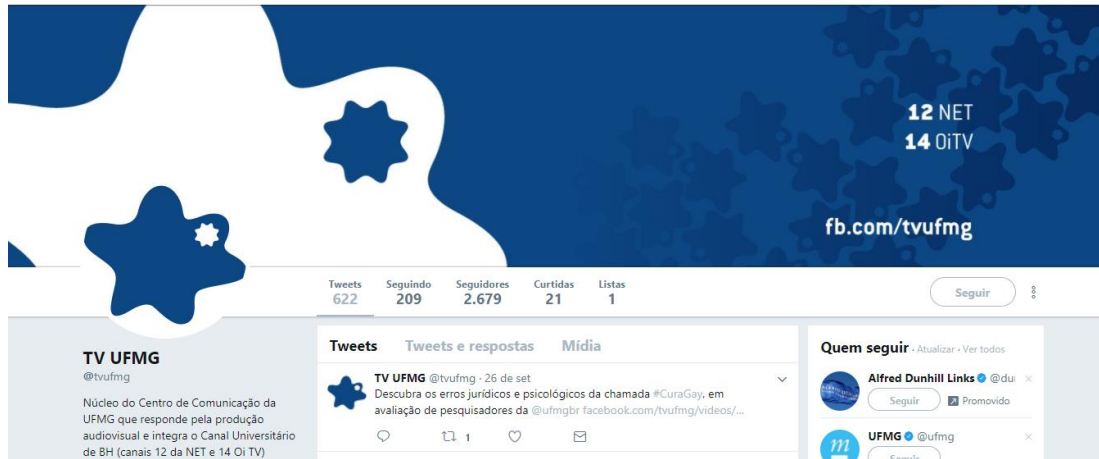 12 NET
14 OiTV
fb.com/tvufmg
Tweets Seguindo Seguidores Curtidas Listas
622 209 2.679 21 1
Seguir
TV UFMG
@tvufmg
Núcleo do Centro de Comunicação da
UFMG que responde pela produção
audiovisual e integra o Canal Universitário
de BH (canais 12 da NET e 14 Oi TV)
Tweets Tweets e respostas Mídia
TV UFMG @tvufmg · 26 de set
Descubra os erros jurídicos e psicológicos da chamada #CuraGay, em
avaliação de pesquisadores da @ufmgbr facebook.com/tvufmg/videos/...
1
Quem seguir · Atualizar · Ver todos
Alfred Dunhill Links @du
Seguir Promovido
m
UFMG @ufmg
Seguir